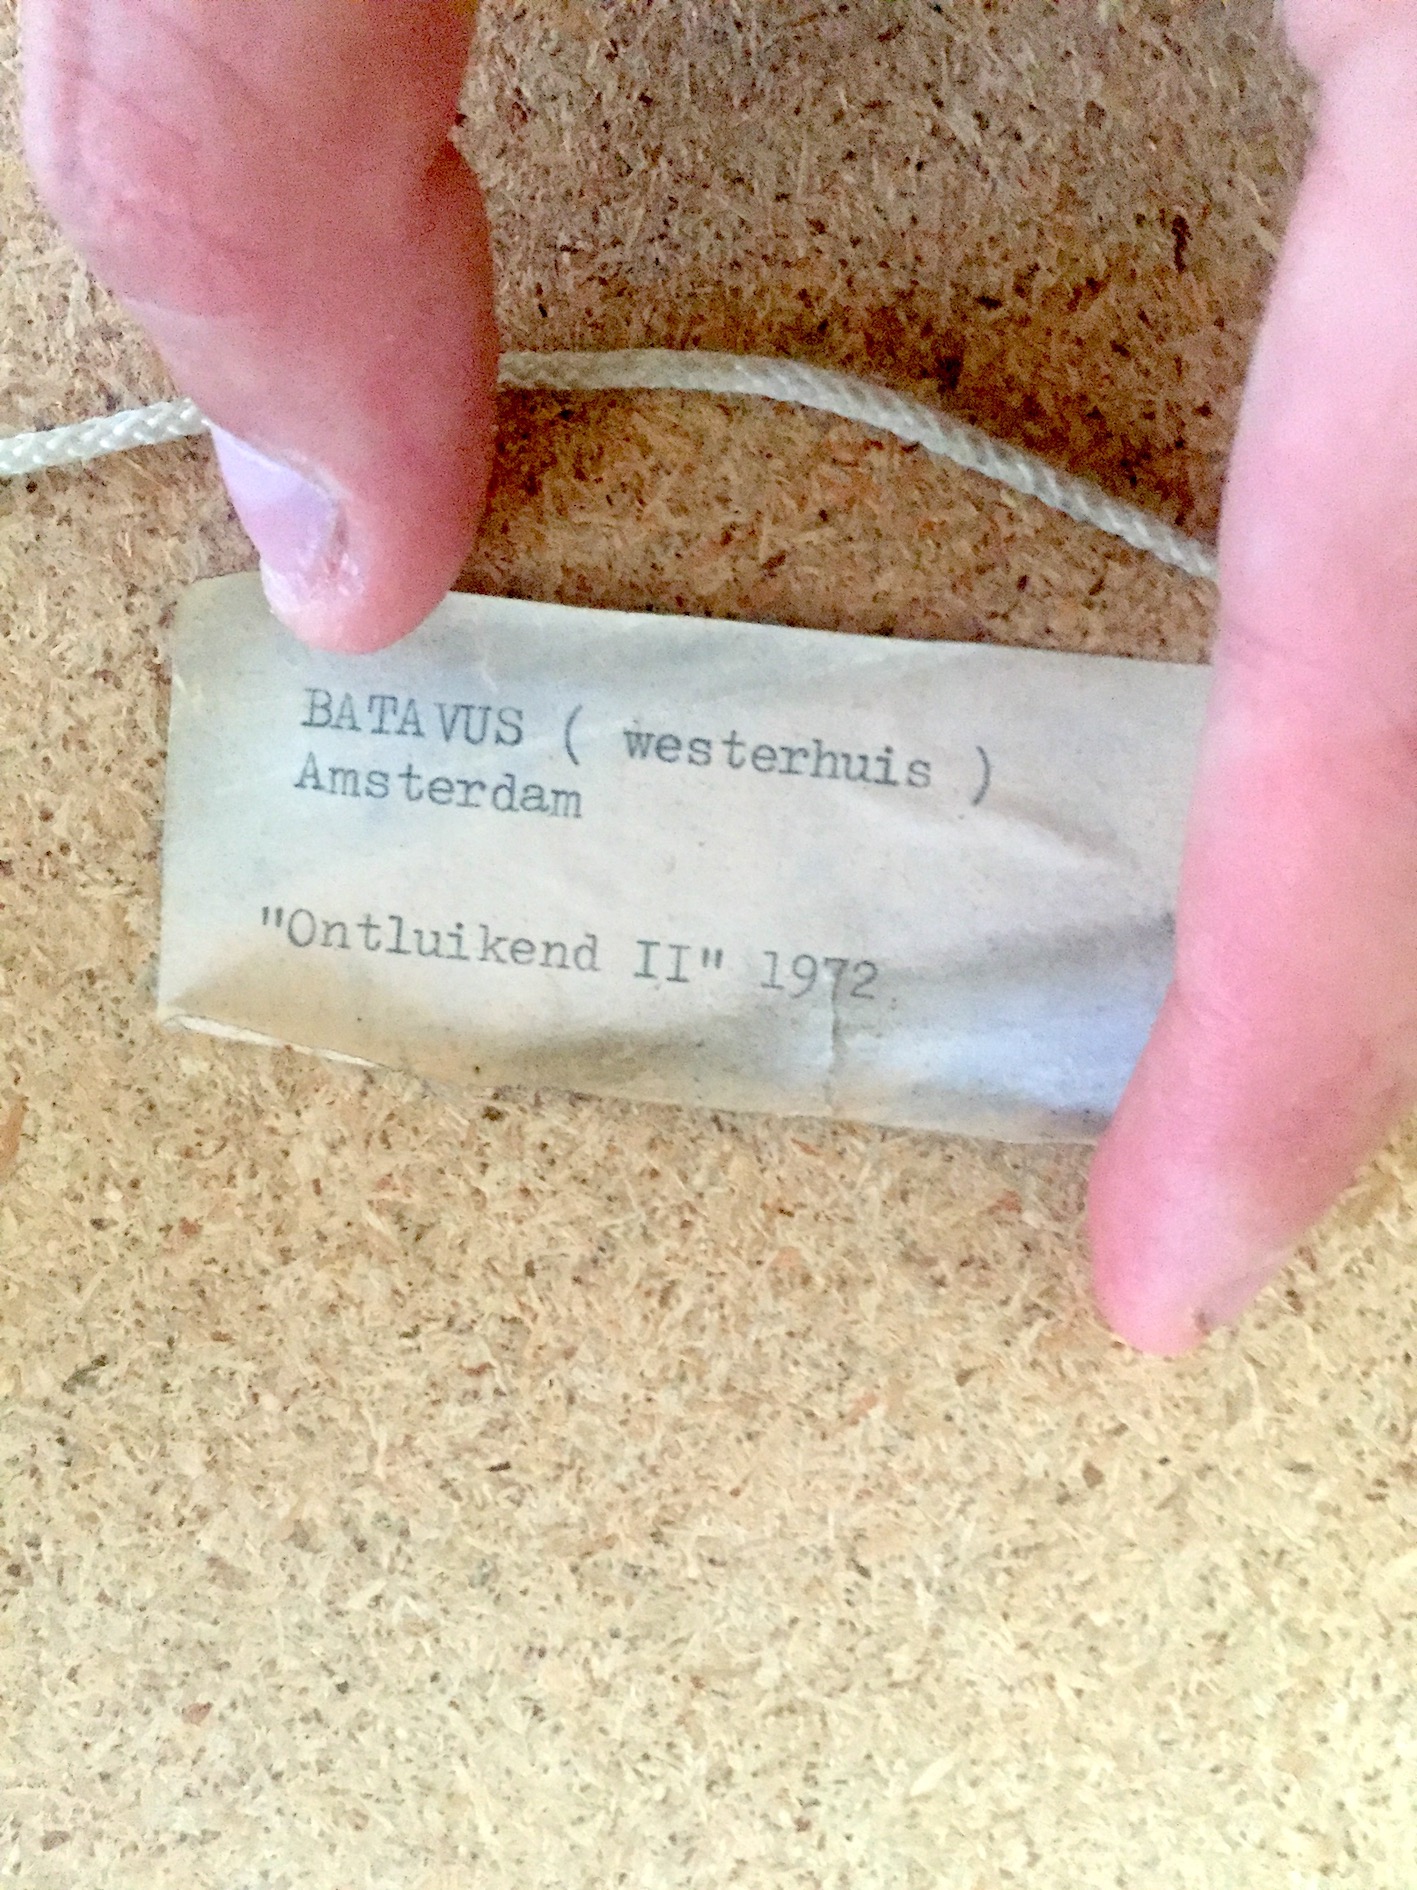 BATAVUS ( westerhuis )
Amsterdam
"Ontluikend II" 1972